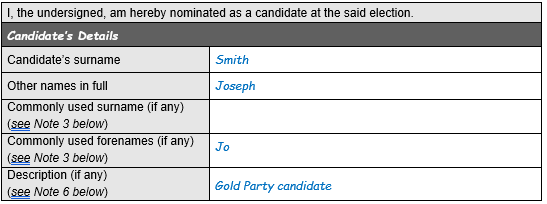 I, the undersigned, am hereby nominated as a candidate at the said election.
Candidate's Details
Candidate's surname Smith
Other names in full Joseph
Commonly used surname (if any)
(see Note 3 below)
Commonly used forenames (if any) Jo
(see Note 3 below)
Description (if any) Gold Party candidate
(see Note 6 below)